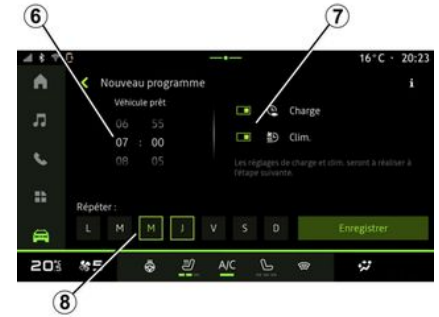 6 7
16°C · 20:23
Nouveau programme
i
Véhicule prêt
06 55
07 : 00
08 05
Charge
Clim.
Les réglages de charge et clim. seront à réaliser à
l'étape suivante.
Répéter :
L M M J V S D Enregistrer
20°5 A/C
8